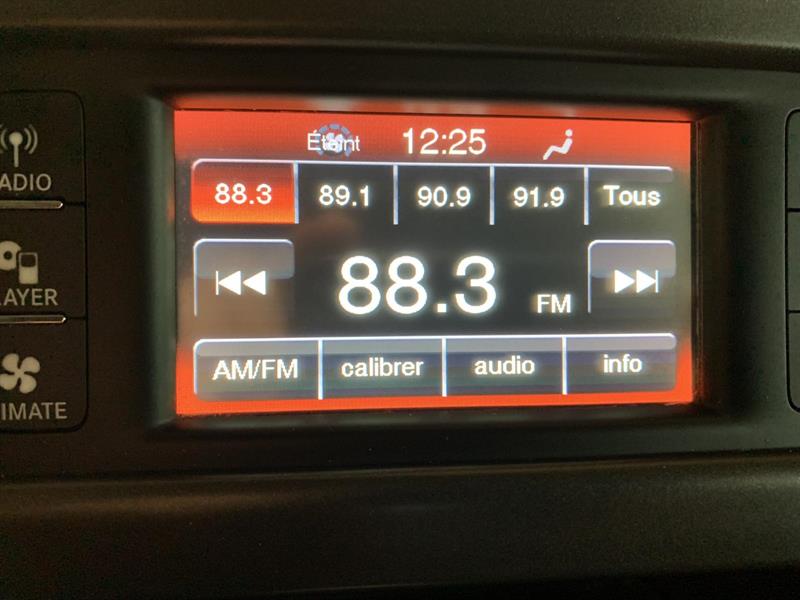 Éteint 12:25
88.3 89.1 90.9 91.9 Tous
88.3 FM
AM/FM calibrer audio info
ADIO
LAYER
IMATE